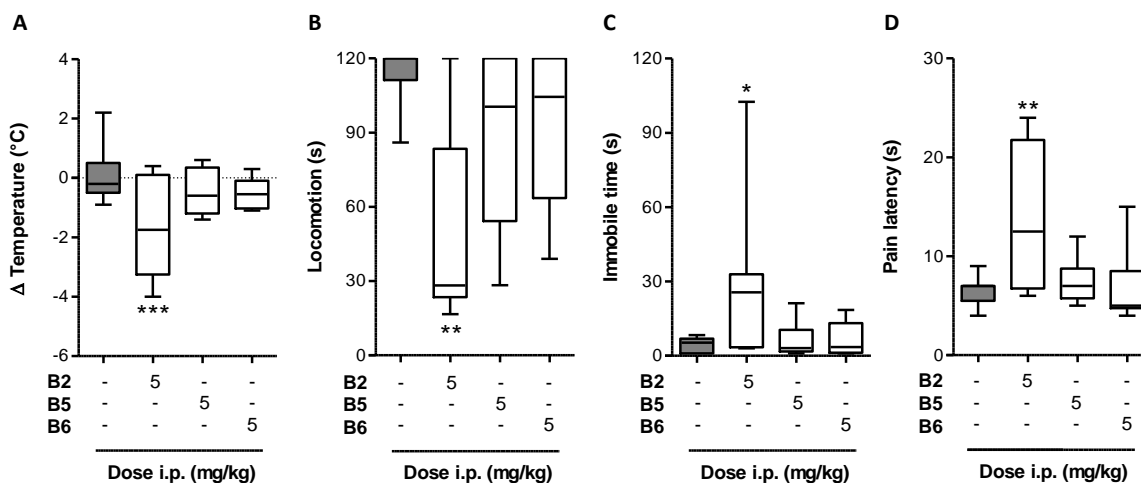 A
Δ Temperature (°C)
4
2
0
-2
-4
-6
***
B2 - 5 - -
B5 - - 5 -
B6 - - - 5
Dose i.p. (mg/kg)
B
Locomotion (s)
120
90
60
30
0
**
B2 - 5 - -
B5 - - 5 -
B6 - - - 5
Dose i.p. (mg/kg)
C
Immobile time (s)
120
90
60
30
0
*
B2 - 5 - -
B5 - - 5 -
B6 - - - 5
Dose i.p. (mg/kg)
D
Pain latency (s)
30
20
10
0
**
B2 - 5 - -
B5 - - 5 -
B6 - - - 5
Dose i.p. (mg/kg)